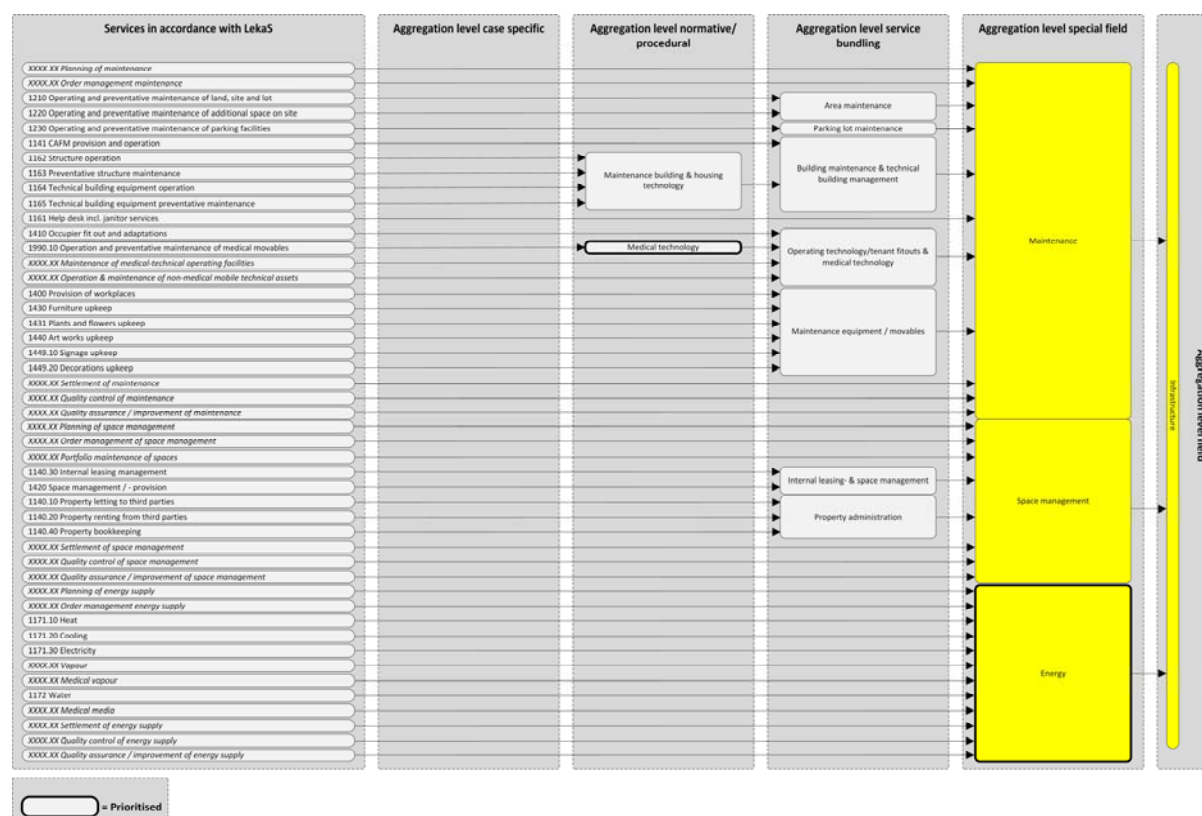 Services in accordance with LekaS
Aggregation level case specific
Aggregation level normative/
procedural
Aggregation level service
bundling
Aggregation level special field
Aggregation level field
XXXX.XX Planning of maintenance
XXXX.XX Order management maintenance
1210 Operating and preventative maintenance of land, site and lot
1220 Operating and preventative maintenance of additional space on site
1230 Operating and preventative maintenance of parking facilities
1141 CAFM provision and operation
1162 Structure operation
1163 Preventative structure maintenance
1164 Technical building equipment operation
1165 Technical building equipment preventative maintenance
1161 Help desk incl. janitor services
1410 Occupier fit out and adaptations
1990.10 Operation and preventative maintenance of medical movables
XXXX.XX Maintenance of medical-technical operating facilities
XXXX.XX Operation & maintenance of non-medical mobile technical assets
1400 Provision of workplaces
1430 Furniture upkeep
1431 Plants and flowers upkeep
1440 Art works upkeep
1449.10 Signage upkeep
1449.20 Decorations upkeep
XXXX.XX Settlement of maintenance
XXXX.XX Quality control of maintenance
XXXX.XX Quality assurance / improvement of maintenance
XXXX.XX Planning of space management
XXXX.XX Order management of space management
XXXX.XX Portfolio maintenance of spaces
1140.30 Internal leasing management
1420 Space management / - provision
1140.10 Property letting to third parties
1140.20 Property renting from third parties
1140.40 Property bookkeeping
XXXX.XX Settlement of space management
XXXX.XX Quality control of space management
XXXX.XX Quality assurance / improvement of space management
XXXX.XX Planning of energy supply
XXXX.XX Order management energy supply
1171.10 Heat
1171.20 Cooling
1171.30 Electricity
XXXX.XX Vapour
XXXX.XX Medical vapour
1172 Water
XXXX.XX Medical media
XXXX.XX Settlement of energy supply
XXXX.XX Quality control of energy supply
XXXX.XX Quality assurance / improvement of energy supply
Maintenance building & housing
technology
Medical technology
Area maintenance
Parking lot maintenance
Building maintenance & technical
building management
Operating technology/tenant fitouts &
medical technology
Maintenance equipment / movables
Internal leasing- & space management
Property administration
Maintenance
Space management
Energy
Infrastructure
= Prioritised